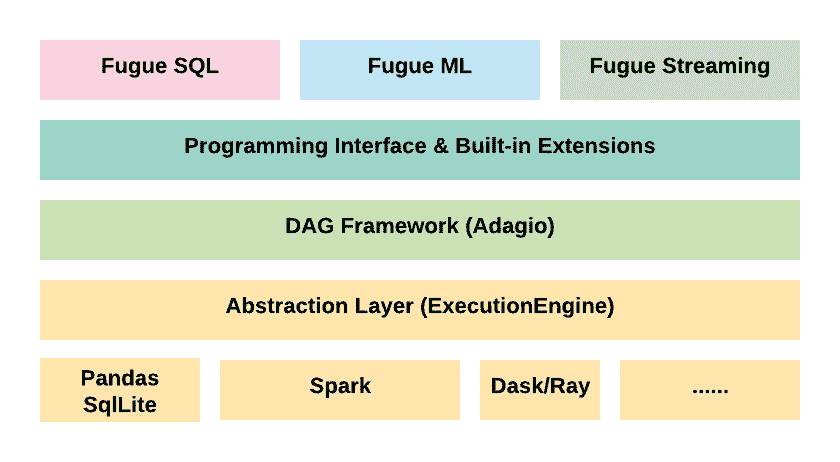 Fugue SQL
Fugue ML
Fugue Streaming
Programming Interface & Built-in Extensions
DAG Framework (Adagio)
Abstraction Layer (ExecutionEngine)
Pandas
SqlLite
Spark
Dask/Ray
......